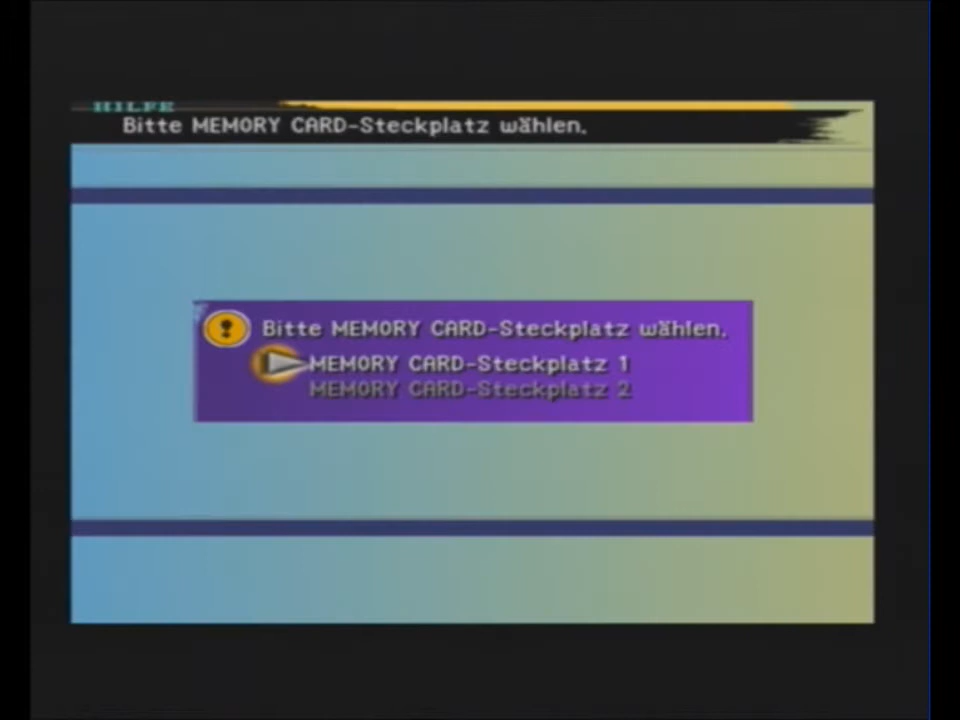 HILFE
Bitte MEMORY CARD-Steckplatz wählen.
Bitte MEMORY CARD-Steckplatz wählen.
MEMORY CARD-Steckplatz 1
MEMORY CARD-Steckplatz 2